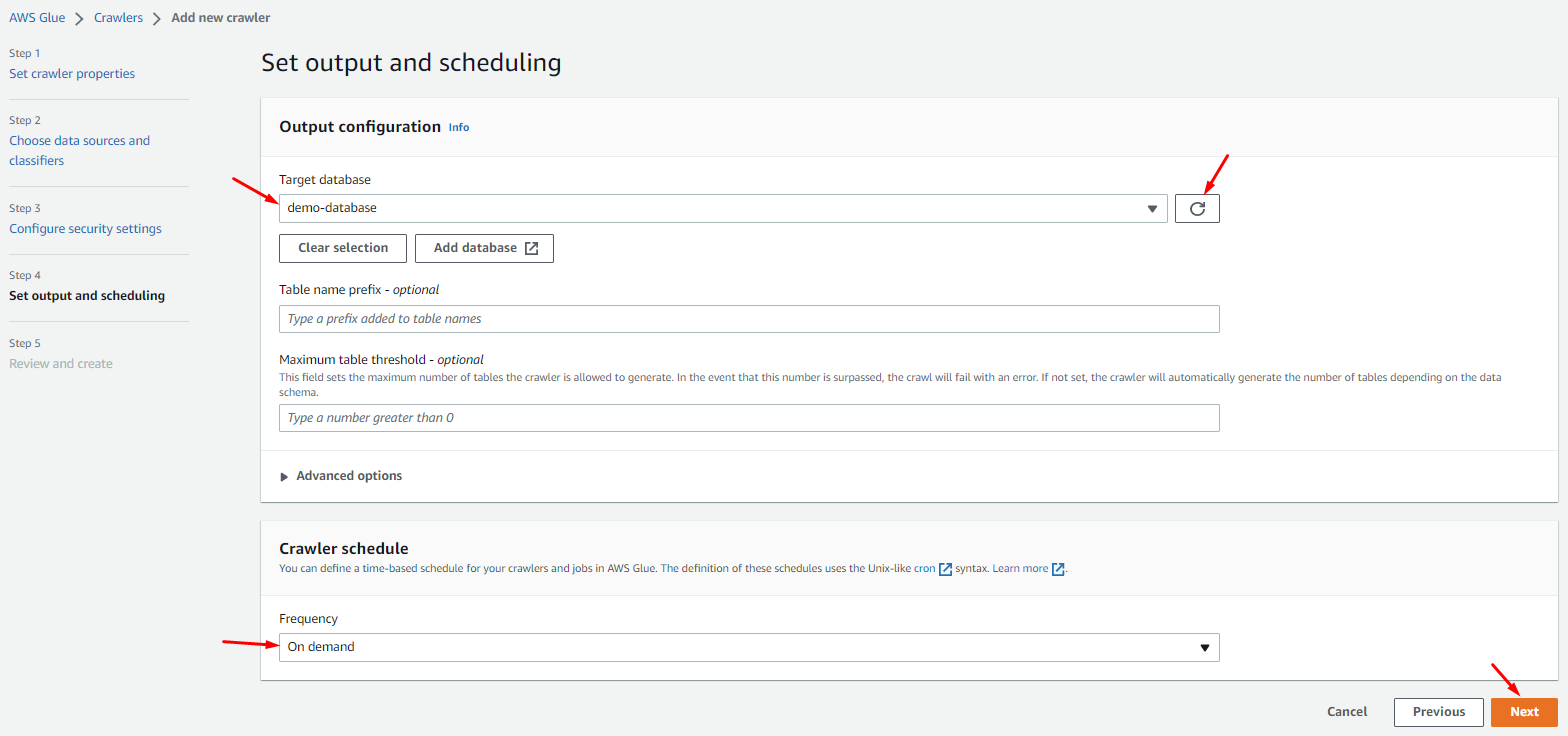 AWS Glue Crawlers Add new crawler
Step 1
Set crawler properties
Step 2
Choose data sources and
classifiers
Step 3
Configure security settings
Step 4
Set output and scheduling
Step 5
Review and create
Set output and scheduling
Output configuration Info
Target database
demo-database
Clear selection Add database
Table name prefix - optional
Type a prefix added to table names
Maximum table threshold - optional
This field sets the maximum number of tables the crawler is allowed to generate. In the event that this number is surpassed, the crawl will fail with an error. If not set, the crawler will automatically generate the number of tables depending on the data
schema.
Type a number greater than 0
Advanced options
Crawler schedule
You can define a time-based schedule for your crawlers and jobs in AWS Glue. The definition of these schedules uses the Unix-like cron syntax. Learn more .
Frequency
On demand
Cancel Previous Next